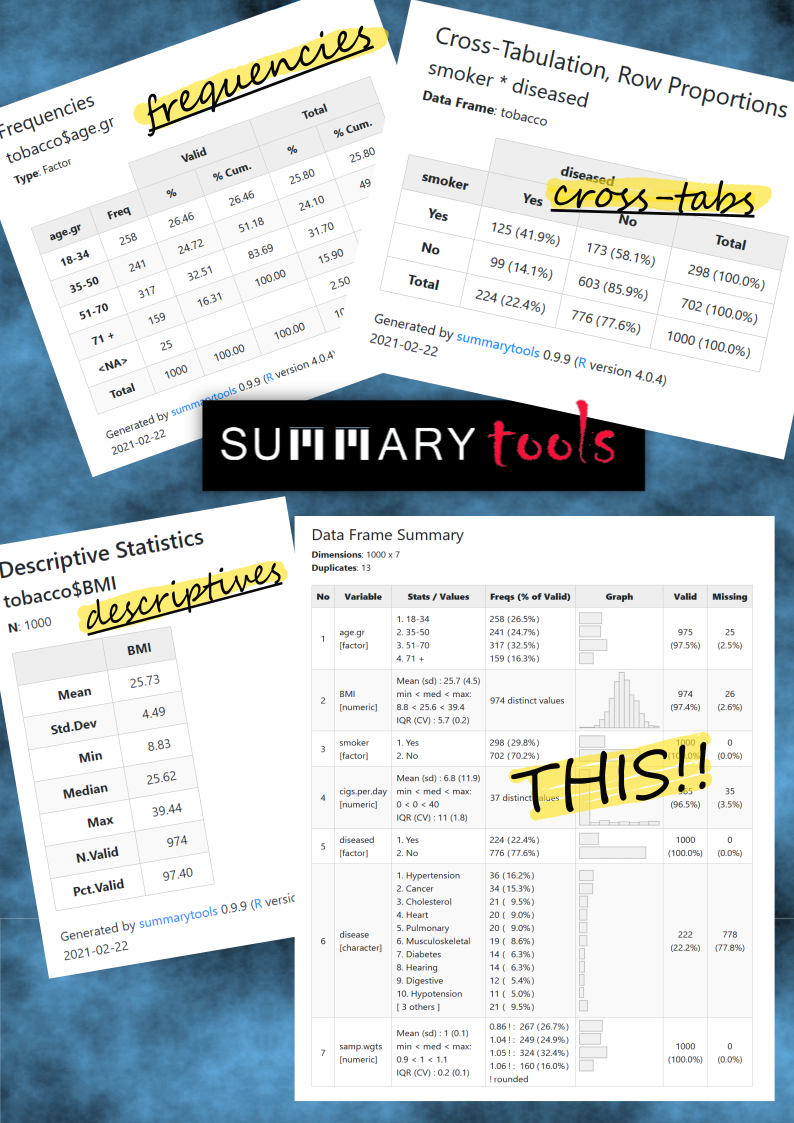 Frequencies
frequencies
tobacco$age.gr
Type: Factor
Valid Total
age.gr Freq % % Cum. % % Cum.
18-34 258 26.46 26.46 25.80 25.80
35-50 241 24.72 51.18 24.10 49
51-70 317 32.51 83.69 31.70
71 + 159 16.31 100.00 15.90
<NA> 25 2.50
Total 1000 100.00 100.00
Generated by summarytools 0.9.9 (R version 4.0.4)
2021-02-22
Cross-Tabulation, Row Proportions
smoker * diseased
Data Frame: tobacco
cross-tabs
diseased
smoker Yes No Total
Yes 125 (41.9%) 173 (58.1%) 298 (100.0%)
No 99 (14.1%) 603 (85.9%) 702 (100.0%)
Total 224 (22.4%) 776 (77.6%) 1000 (100.0%)
Generated by summarytools 0.9.9 (R version 4.0.4)
2021-02-22
SUMMARY tools
Descriptive Statistics
tobacco$BMI
descriptives
N: 1000
BMI
Mean 25.73
Std.Dev 4.49
Min 8.83
Median 25.62
Max 39.44
N.Valid 974
Pct.Valid 97.40
Generated by summarytools 0.9.9 (R versic
2021-02-22
Data Frame Summary
Dimensions: 1000 x 7
Duplicates: 13
No Variable Stats / Values Freqs (% of Valid) Graph Valid Missing
1 age.gr [factor]
1. 18-34 258 (26.5%)
2. 35-50 241 (24.7%)
3. 51-70 317 (32.5%)
4. 71 + 159 (16.3%)
975 (97.5%) 25 (2.5%)
2 BMI [numeric]
Mean (sd) : 25.7 (4.5)
min < med < max:
8.8 < 25.6 < 39.4
IQR (CV) : 5.7 (0.2)
974 distinct values
974 (97.4%) 26 (2.6%)
3 smoker [factor]
1. Yes 298 (29.8%)
2. No 702 (70.2%)
1000 (100.0%) 0 (0.0%)
THIS!!
4 cigs.per.day [numeric]
Mean (sd) : 6.8 (11.9)
min < med < max:
0 < 0 < 40
IQR (CV) : 11 (1.8)
37 distinct values
965 (96.5%) 35 (3.5%)
5 diseased [factor]
1. Yes 224 (22.4%)
2. No 776 (77.6%)
1000 (100.0%) 0 (0.0%)
6 disease [character]
1. Hypertension 36 (16.2%)
2. Cancer 34 (15.3%)
3. Cholesterol 21 ( 9.5%)
4. Heart 20 ( 9.0%)
5. Pulmonary 20 ( 9.0%)
6. Musculoskeletal 19 ( 8.6%)
7. Diabetes 14 ( 6.3%)
8. Hearing 14 ( 6.3%)
9. Digestive 12 ( 5.4%)
10. Hypotension 11 ( 5.0%)
[ 3 others ] 21 ( 9.5%)
222 (22.2%) 778 (77.8%)
7 samp.wgts [numeric]
Mean (sd) : 1 (0.1)
min < med < max:
0.9 < 1 < 1.1
IQR (CV) : 0.2 (0.1)
0.86 ! : 267 (26.7%)
1.04 ! : 249 (24.9%)
1.05 ! : 324 (32.4%)
1.06 ! : 160 (16.0%)
! rounded
1000 (100.0%) 0 (0.0%)